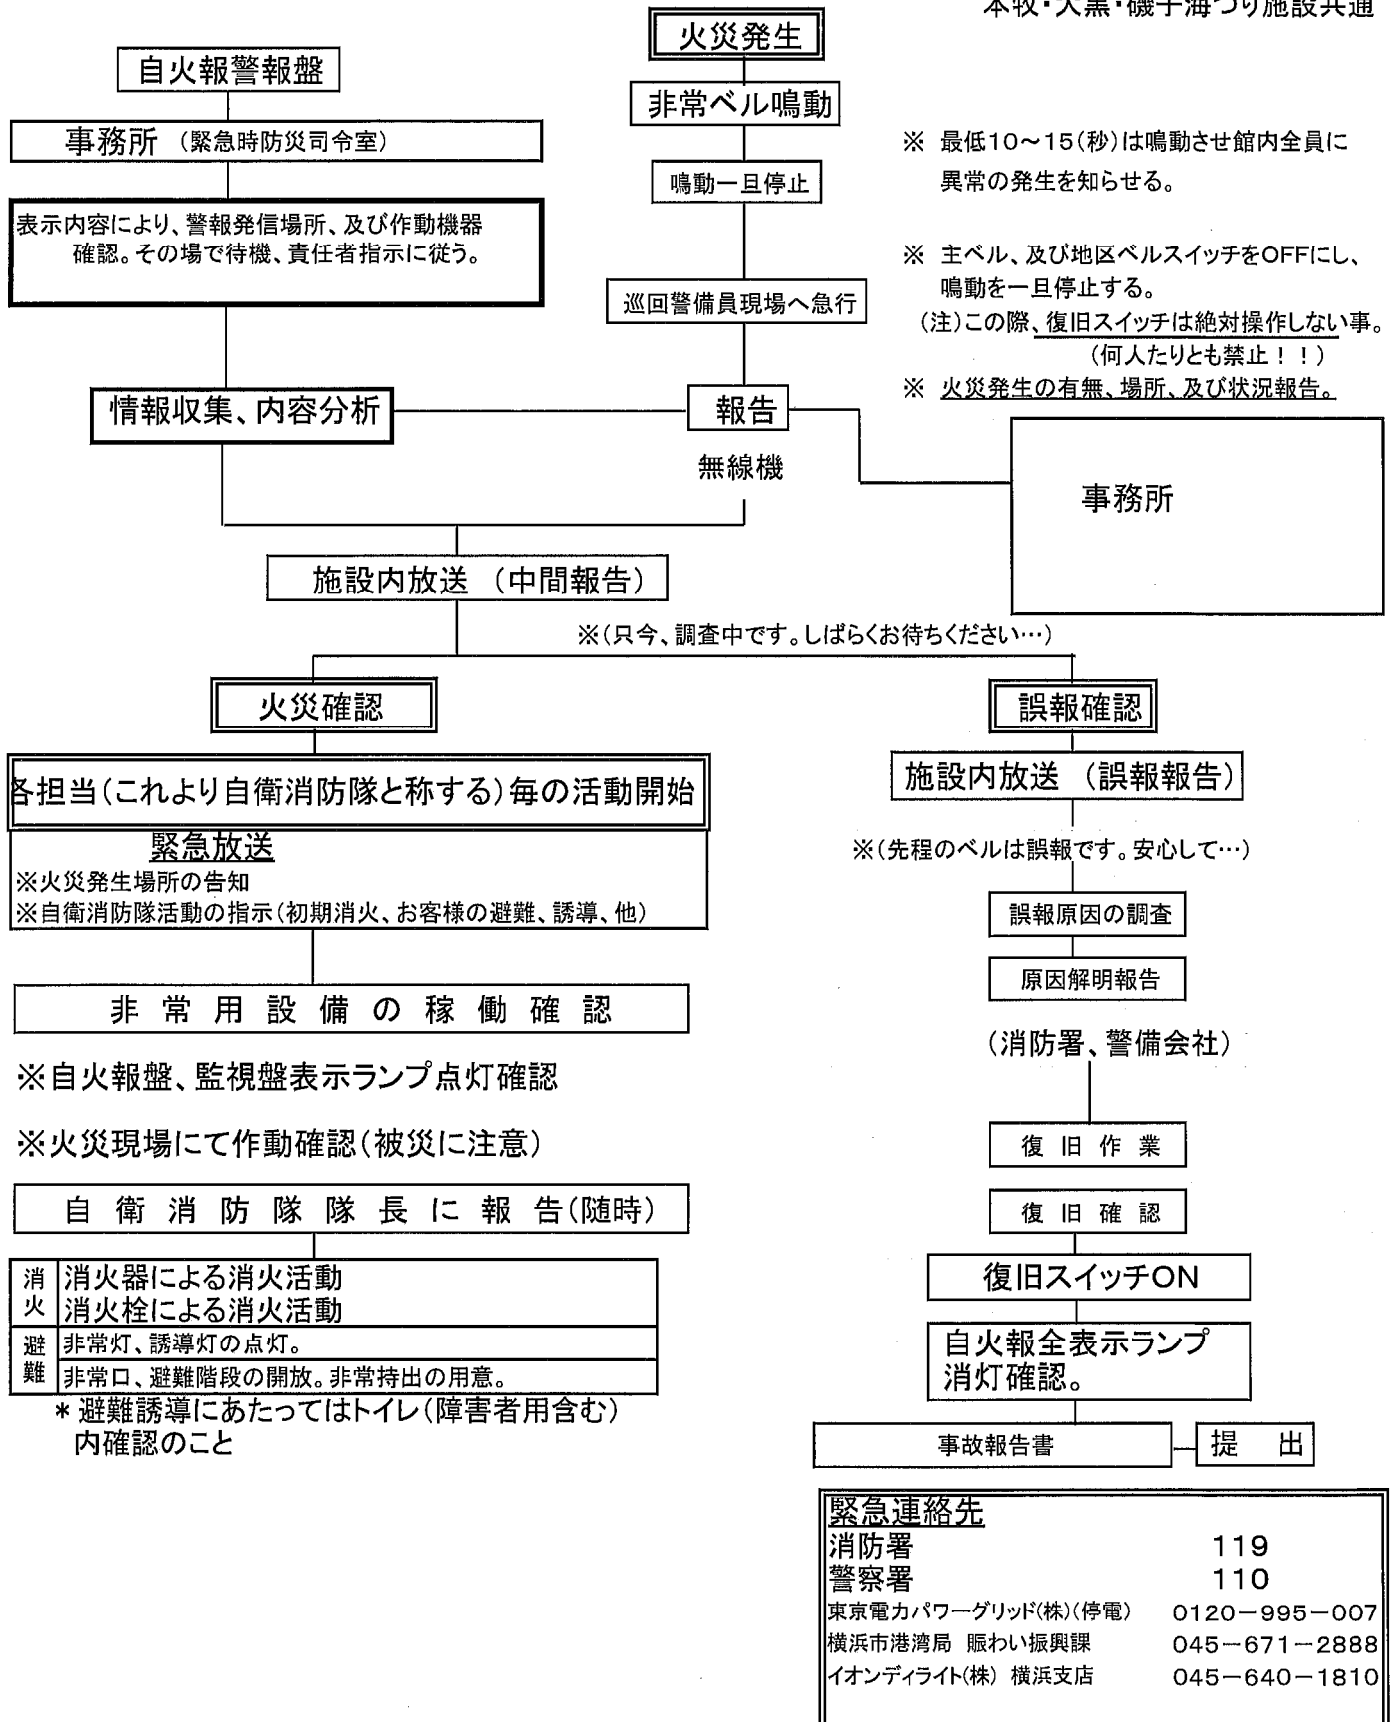 本牧・大黒・磯子海づり施設共通
火災発生
自火報警報盤
非常ベル鳴動
事務所 (緊急時防災司令室)
※ 最低10～15(秒)は鳴動させ館内全員に
異常の発生を知らせる。
鳴動一旦停止
表示内容により、警報発信場所、及び作動機器
確認。その場で待機、責任者指示に従う。
※ 主ベル、及び地区ベルスイッチをOFFにし、
鳴動を一旦停止する。
(注)この際、復旧スイッチは絶対操作しない事。
(何人たりとも禁止！！)
巡回警備員現場へ急行
※ 火災発生の有無、場所、及び状況報告。
情報収集、内容分析
報告
無線機
事務所
施設内放送 (中間報告)
※(只今、調査中です。しばらくお待ちください…)
火災確認
誤報確認
各担当(これより自衛消防隊と称する)毎の活動開始
緊急放送
※火災発生場所の告知
※自衛消防隊活動の指示(初期消火、お客様の避難、誘導、他)
施設内放送 (誤報報告)
※(先程のベルは誤報です。安心して…)
誤報原因の調査
原因解明報告
(消防署、警備会社)
非常用設備の稼働確認
※自火報盤、監視盤表示ランプ点灯確認
※火災現場にて作動確認(被災に注意)
復旧作業
自衛消防隊隊長に報告(随時)
復旧確認
消火
消火器による消火活動
消火栓による消火活動
避難
非常灯、誘導灯の点灯。
非常口、避難階段の開放。非常持出の用意。
＊避難誘導にあたってはトイレ(障害者用含む)
内確認のこと
復旧スイッチON
自火報全表示ランプ
消灯確認。
事故報告書
提 出
緊急連絡先
消防署 119
警察署 110
東京電力パワーグリッド(株)(停電) 0120－995－007
横浜市港湾局 賑わい振興課 045－671－2888
イオンディライト(株) 横浜支店 045－640－1810